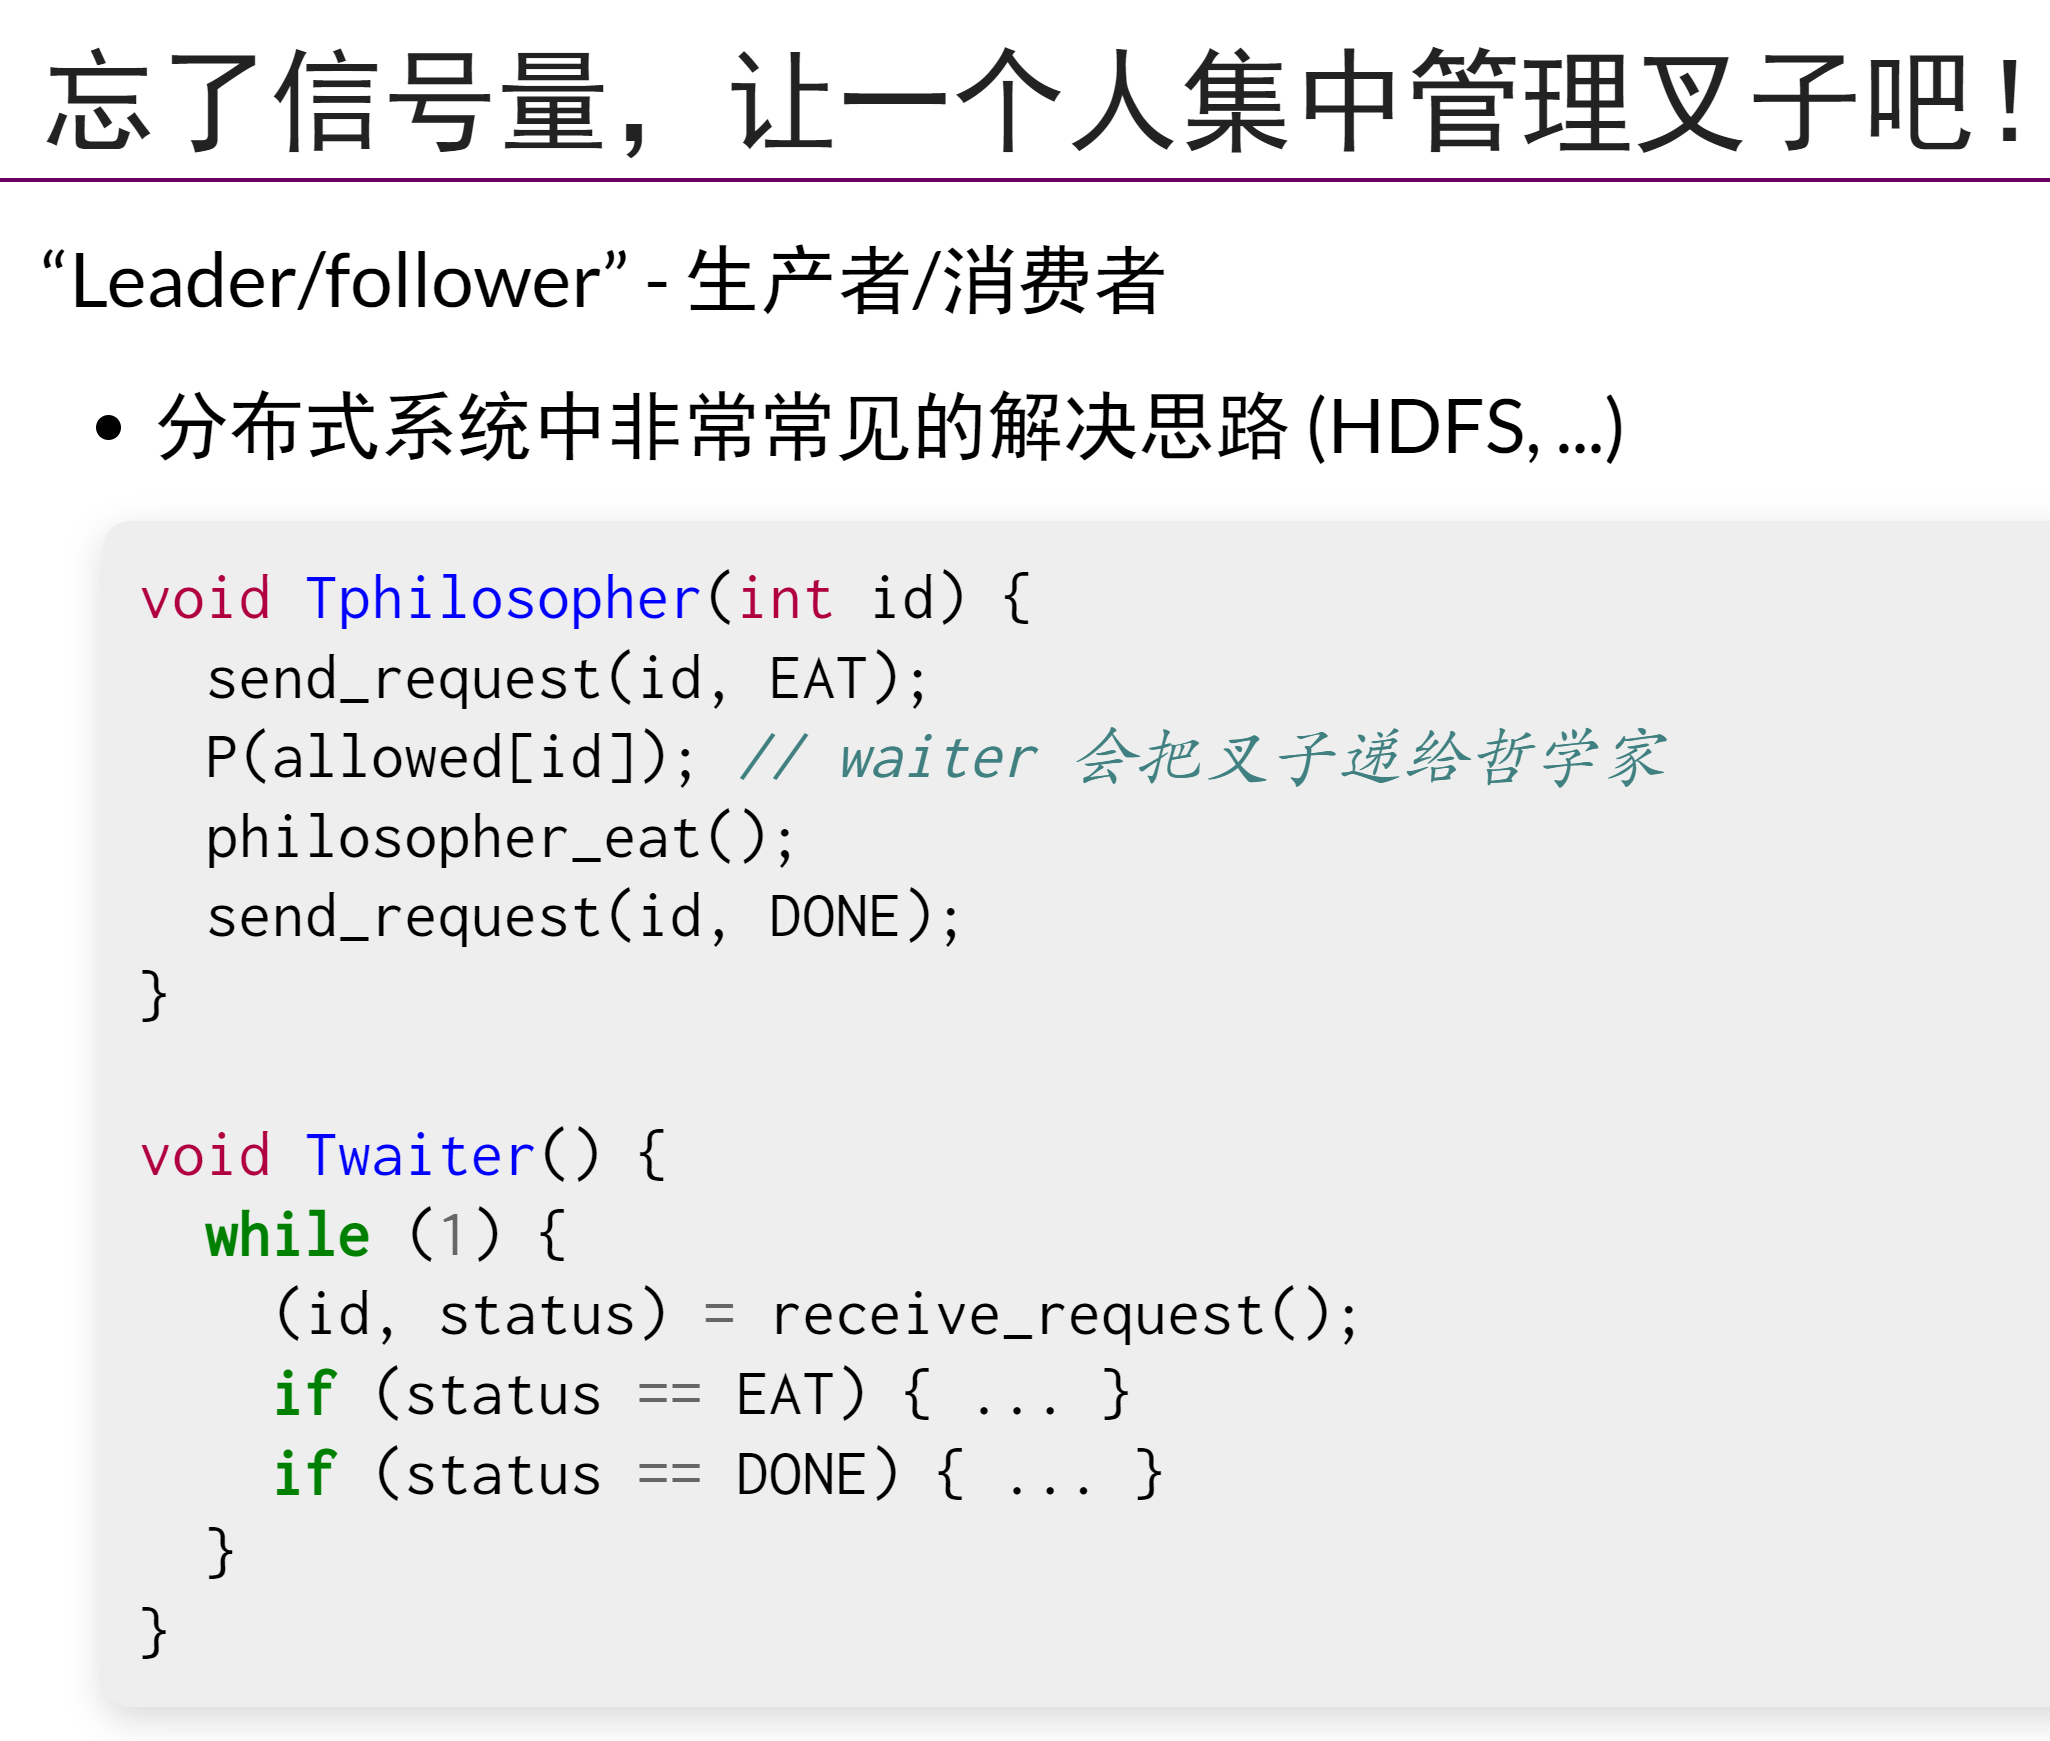 忘了信号量，让一个人集中管理叉子吧！
“Leader/follower” - 生产者/消费者
• 分布式系统中非常常见的解决思路 (HDFS, ...)
void Tphilosopher(int id) {
  send_request(id, EAT);
  P(allowed[id]); // waiter 会把叉子递给哲学家
  philosopher_eat();
  send_request(id, DONE);
}
void Twaiter() {
  while (1) {
    (id, status) = receive_request();
    if (status == EAT) { ... }
    if (status == DONE) { ... }
  }
}